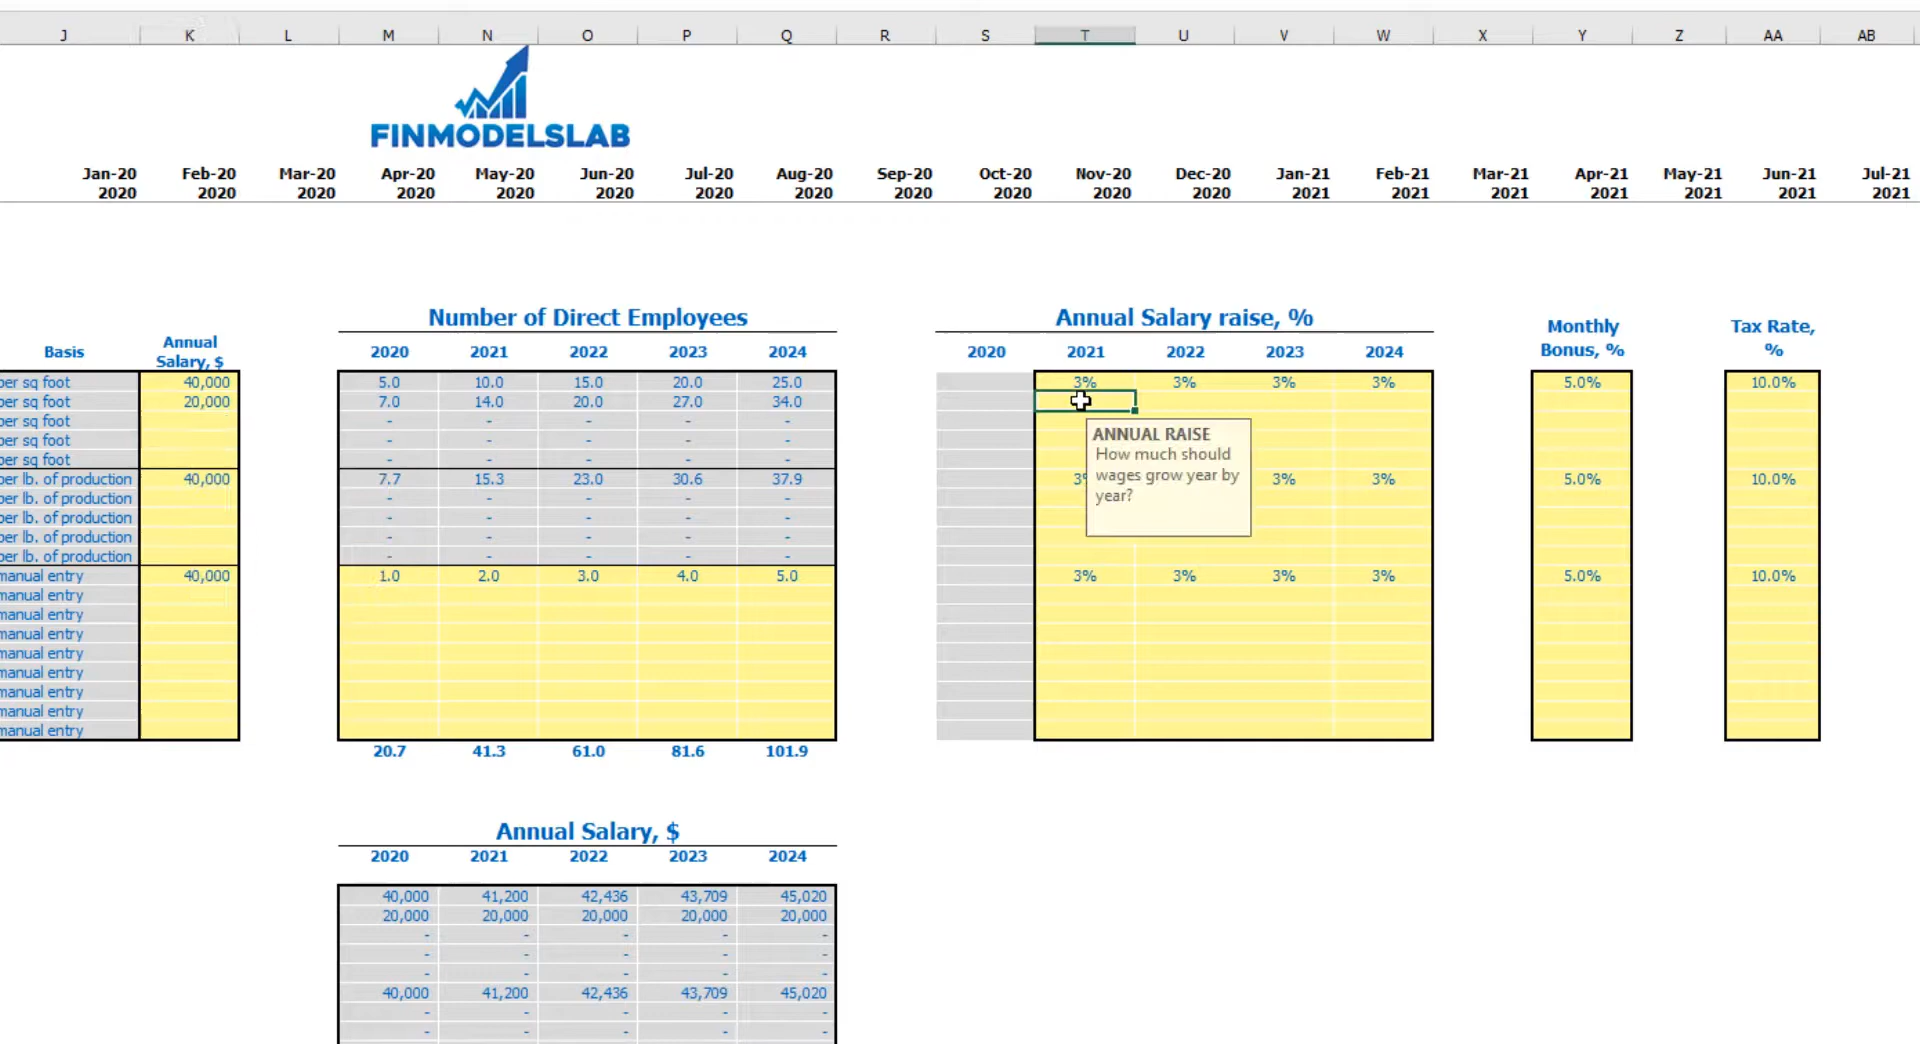 J K L M N O P Q R S T U V W X Y Z AA AB
FINMODELSLAB
Jan-20 Feb-20 Mar-20 Apr-20 May-20 Jun-20 Jul-20 Aug-20 Sep-20 Oct-20 Nov-20 Dec-20 Jan-21 Feb-21 Mar-21 Apr-21 May-21 Jun-21 Jul-21
2020 2020 2020 2020 2020 2020 2020 2020 2020 2020 2020 2020 2021 2021 2021 2021 2021 2021 2021
Number of Direct Employees Annual Salary raise, %
Basis Annual Salary, $ 2020 2021 2022 2023 2024 2020 2021 2022 2023 2024 Monthly Bonus, % Tax Rate, %
per sq foot 40,000 5.0 10.0 15.0 20.0 25.0 3% 3% 3% 3% 5.0% 10.0%
per sq foot 20,000 7.0 14.0 20.0 27.0 34.0
per sq foot - - - - -
per sq foot - - - - -
per sq foot - - - - -
per lb. of production 40,000 7.7 15.3 23.0 30.6 37.9 3% 3% 3% 5.0% 10.0%
per lb. of production - - - - -
per lb. of production - - - - -
per lb. of production - - - - -
per lb. of production - - - - -
manual entry 40,000 1.0 2.0 3.0 4.0 5.0 3% 3% 3% 3% 5.0% 10.0%
manual entry
manual entry
manual entry
manual entry
manual entry
manual entry
manual entry
manual entry
20.7 41.3 61.0 81.6 101.9
ANNUAL RAISE
How much should
wages grow year by
year?
Annual Salary, $
2020 2021 2022 2023 2024
40,000 41,200 42,436 43,709 45,020
20,000 20,000 20,000 20,000 20,000
- - - - -
- - - - -
- - - - -
40,000 41,200 42,436 43,709 45,020
- - - - -
- - - - -